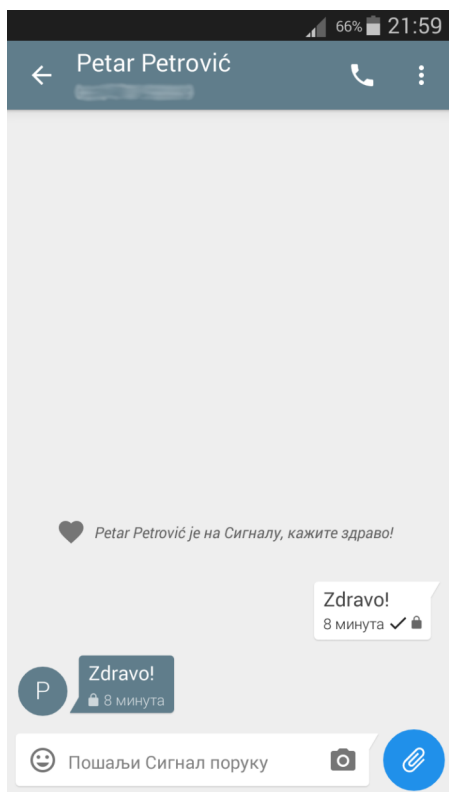 66% 21:59
Petar Petrović
Petar Petrović је на Сигналу, кажите здраво!
Zdravo!
8 минута
P
Zdravo!
8 минута
Пошаљи Сигнал поруку